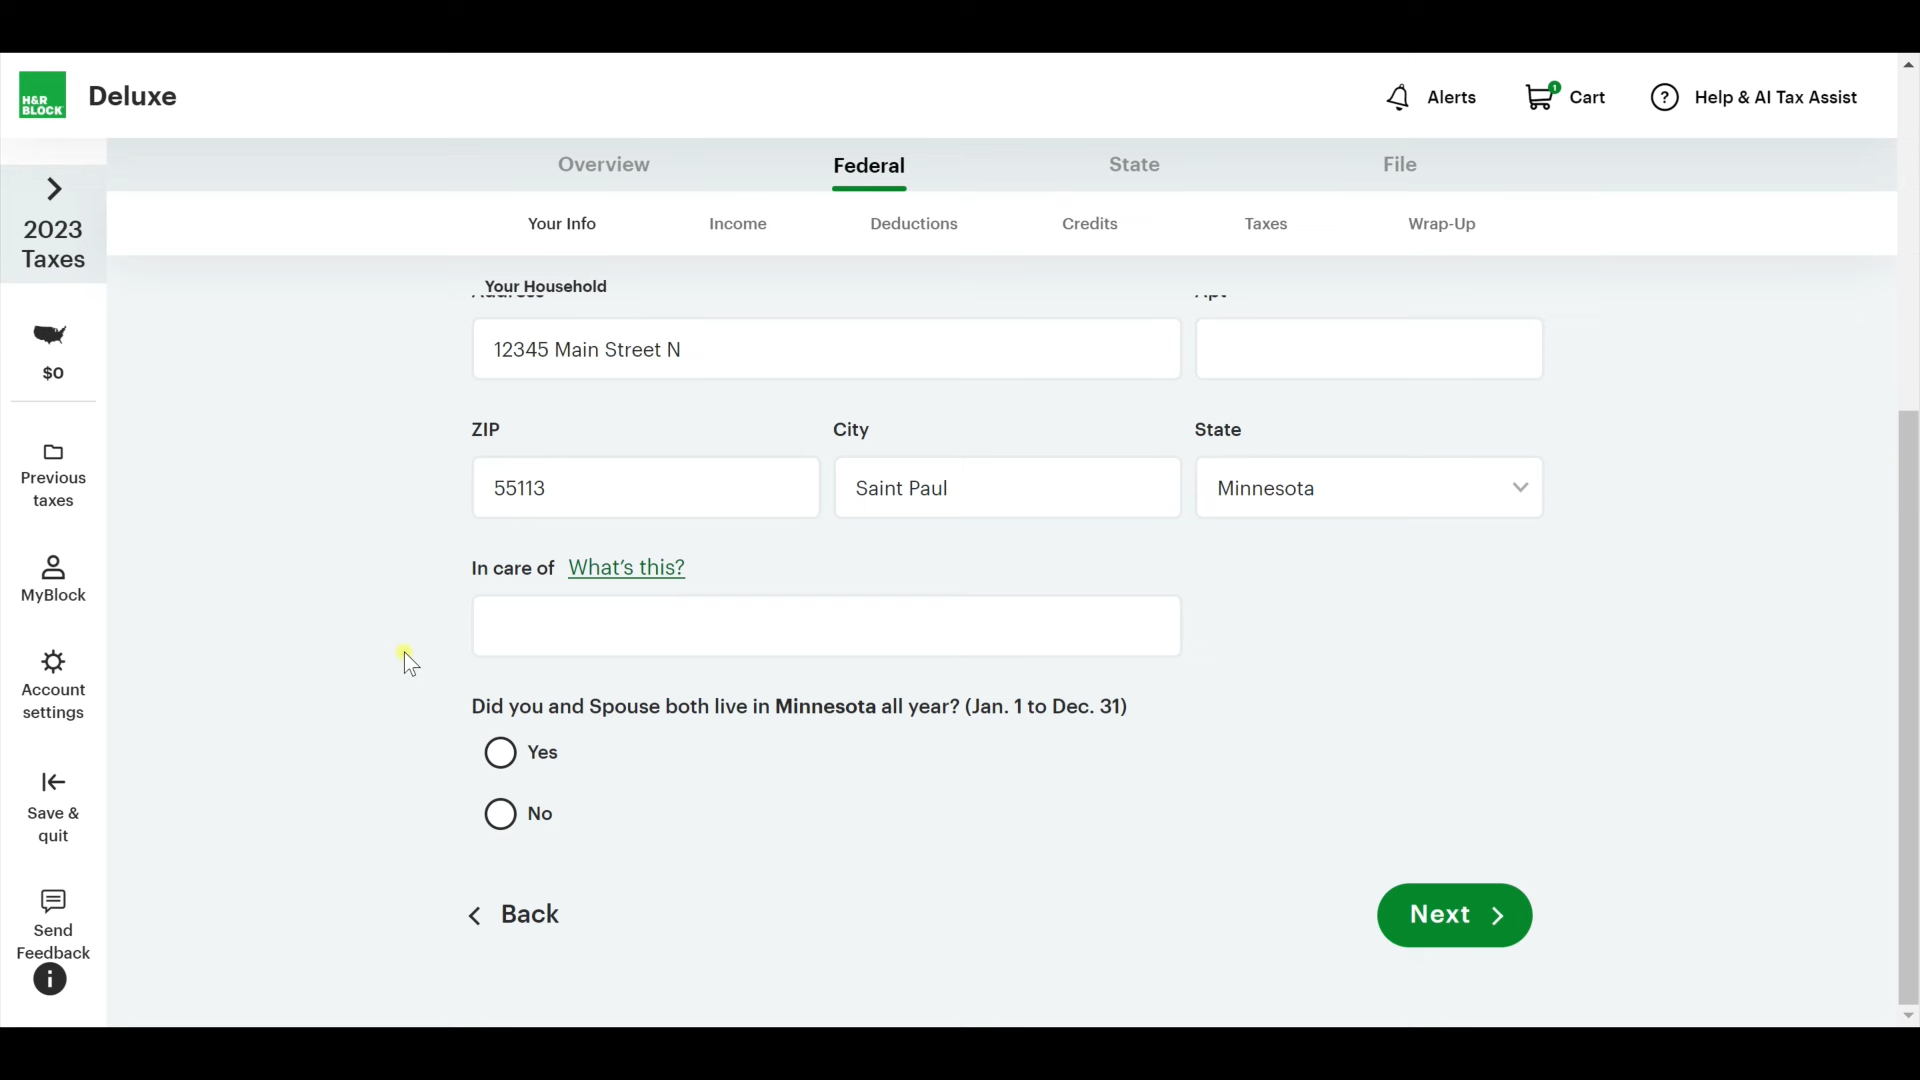 H&R
BLOCK
Deluxe
Alerts
1
Cart
? Help & AI Tax Assist
Overview
Federal
State
File
2023
Taxes
Your Info
Income
Deductions
Credits
Taxes
Wrap-Up
$0
Previous
taxes
MyBlock
Account
settings
Save &
quit
Send
Feedback
i
Your Household
Address
Apt
12345 Main Street N
ZIP
City
State
55113
Saint Paul
Minnesota
In care of What's this?
Did you and Spouse both live in Minnesota all year? (Jan. 1 to Dec. 31)
Yes
No
Back
Next